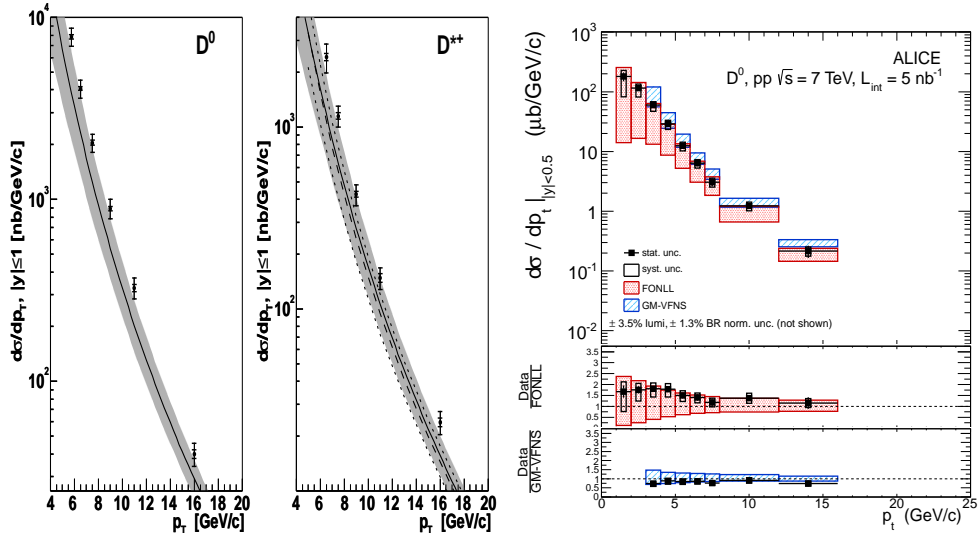 D⁰
dσ/dp_T, |y|≤1 [nb/GeV/c]
10⁴
10³
10²
4 6 8 10 12 14 16 18 20
p_T [GeV/c]
D*⁺
dσ/dp_T, |y|≤1 [nb/GeV/c]
10³
10²
4 6 8 10 12 14 16 18 20
p_T [GeV/c]
ALICE
D⁰, pp √s = 7 TeV, L_int = 5 nb⁻¹
dσ / dp_t |_|y|<0.5 (μb/GeV/c)
10³
10²
10
1
10⁻¹
10⁻²
stat. unc.
syst. unc.
FONLL
GM-VFNS
± 3.5% lumi, ± 1.3% BR norm. unc. (not shown)
Data
FONLL
3.5
3
2.5
2
1.5
1
0.5
0
Data
GM-VFNS
3.5
3
2.5
2
1.5
1
0.5
0
0 5 10 15 20 25
p_t (GeV/c)